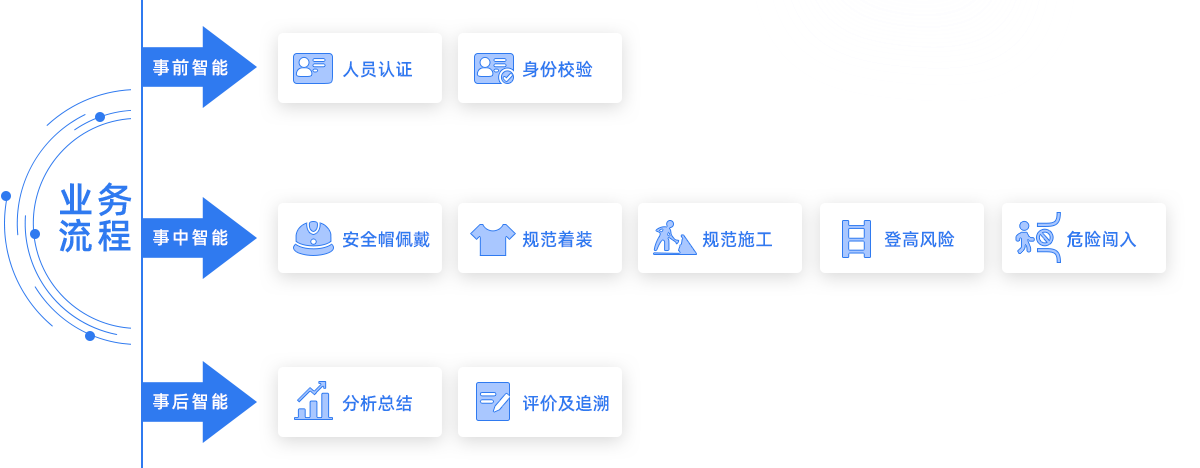 业务
流程
事前智能
人员认证
身份校验
事中智能
安全帽佩戴
规范着装
规范施工
登高风险
危险闯入
事后智能
分析总结
评价及追溯